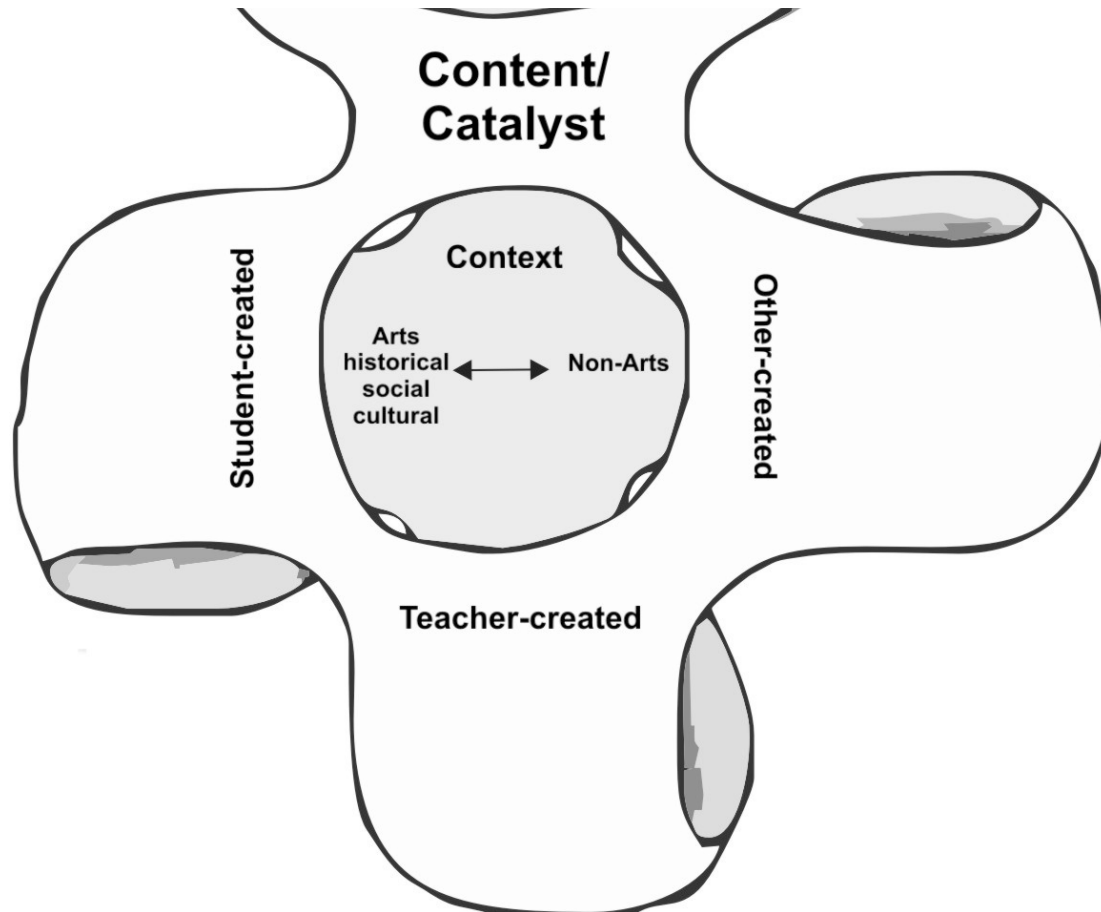 Content/
Catalyst
Context
Arts
historical
social
cultural
Non-Arts
Student-created
Other-created
Teacher-created